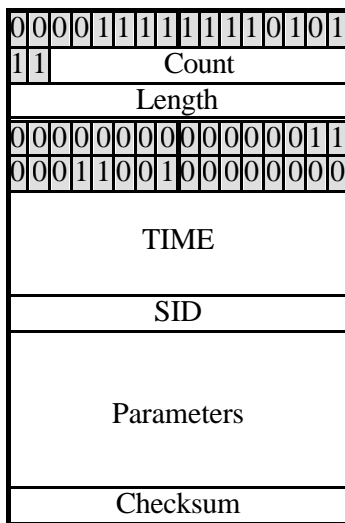 0000111111110101
11 Count
Length
0000000000000011
0001100100000000
TIME
SID
Parameters
Checksum